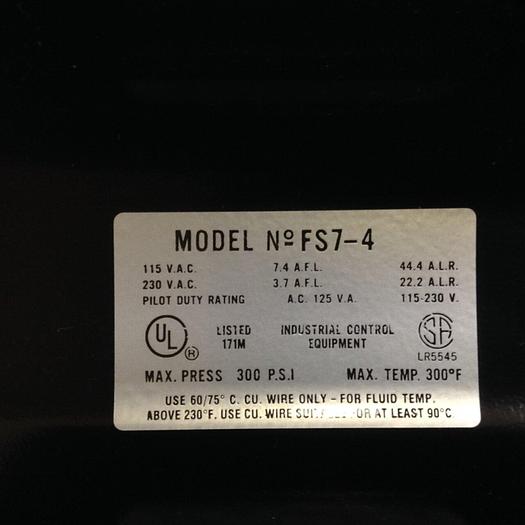 MODEL Nº FS7-4
115 V.A.C. 7.4 A.F.L. 44.4 A.L.R.
230 V.A.C. 3.7 A.F.L. 22.2 A.L.R.
PILOT DUTY RATING A.C. 125 V.A. 115-230 V.
UL ® LISTED INDUSTRIAL CONTROL SA
171M EQUIPMENT LR5545
MAX. PRESS 300 P.S.I MAX. TEMP. 300°F
USE 60/75° C. CU. WIRE ONLY - FOR FLUID TEMP.
ABOVE 230°F. USE CU. WIRE FOR AT LEAST 90°C